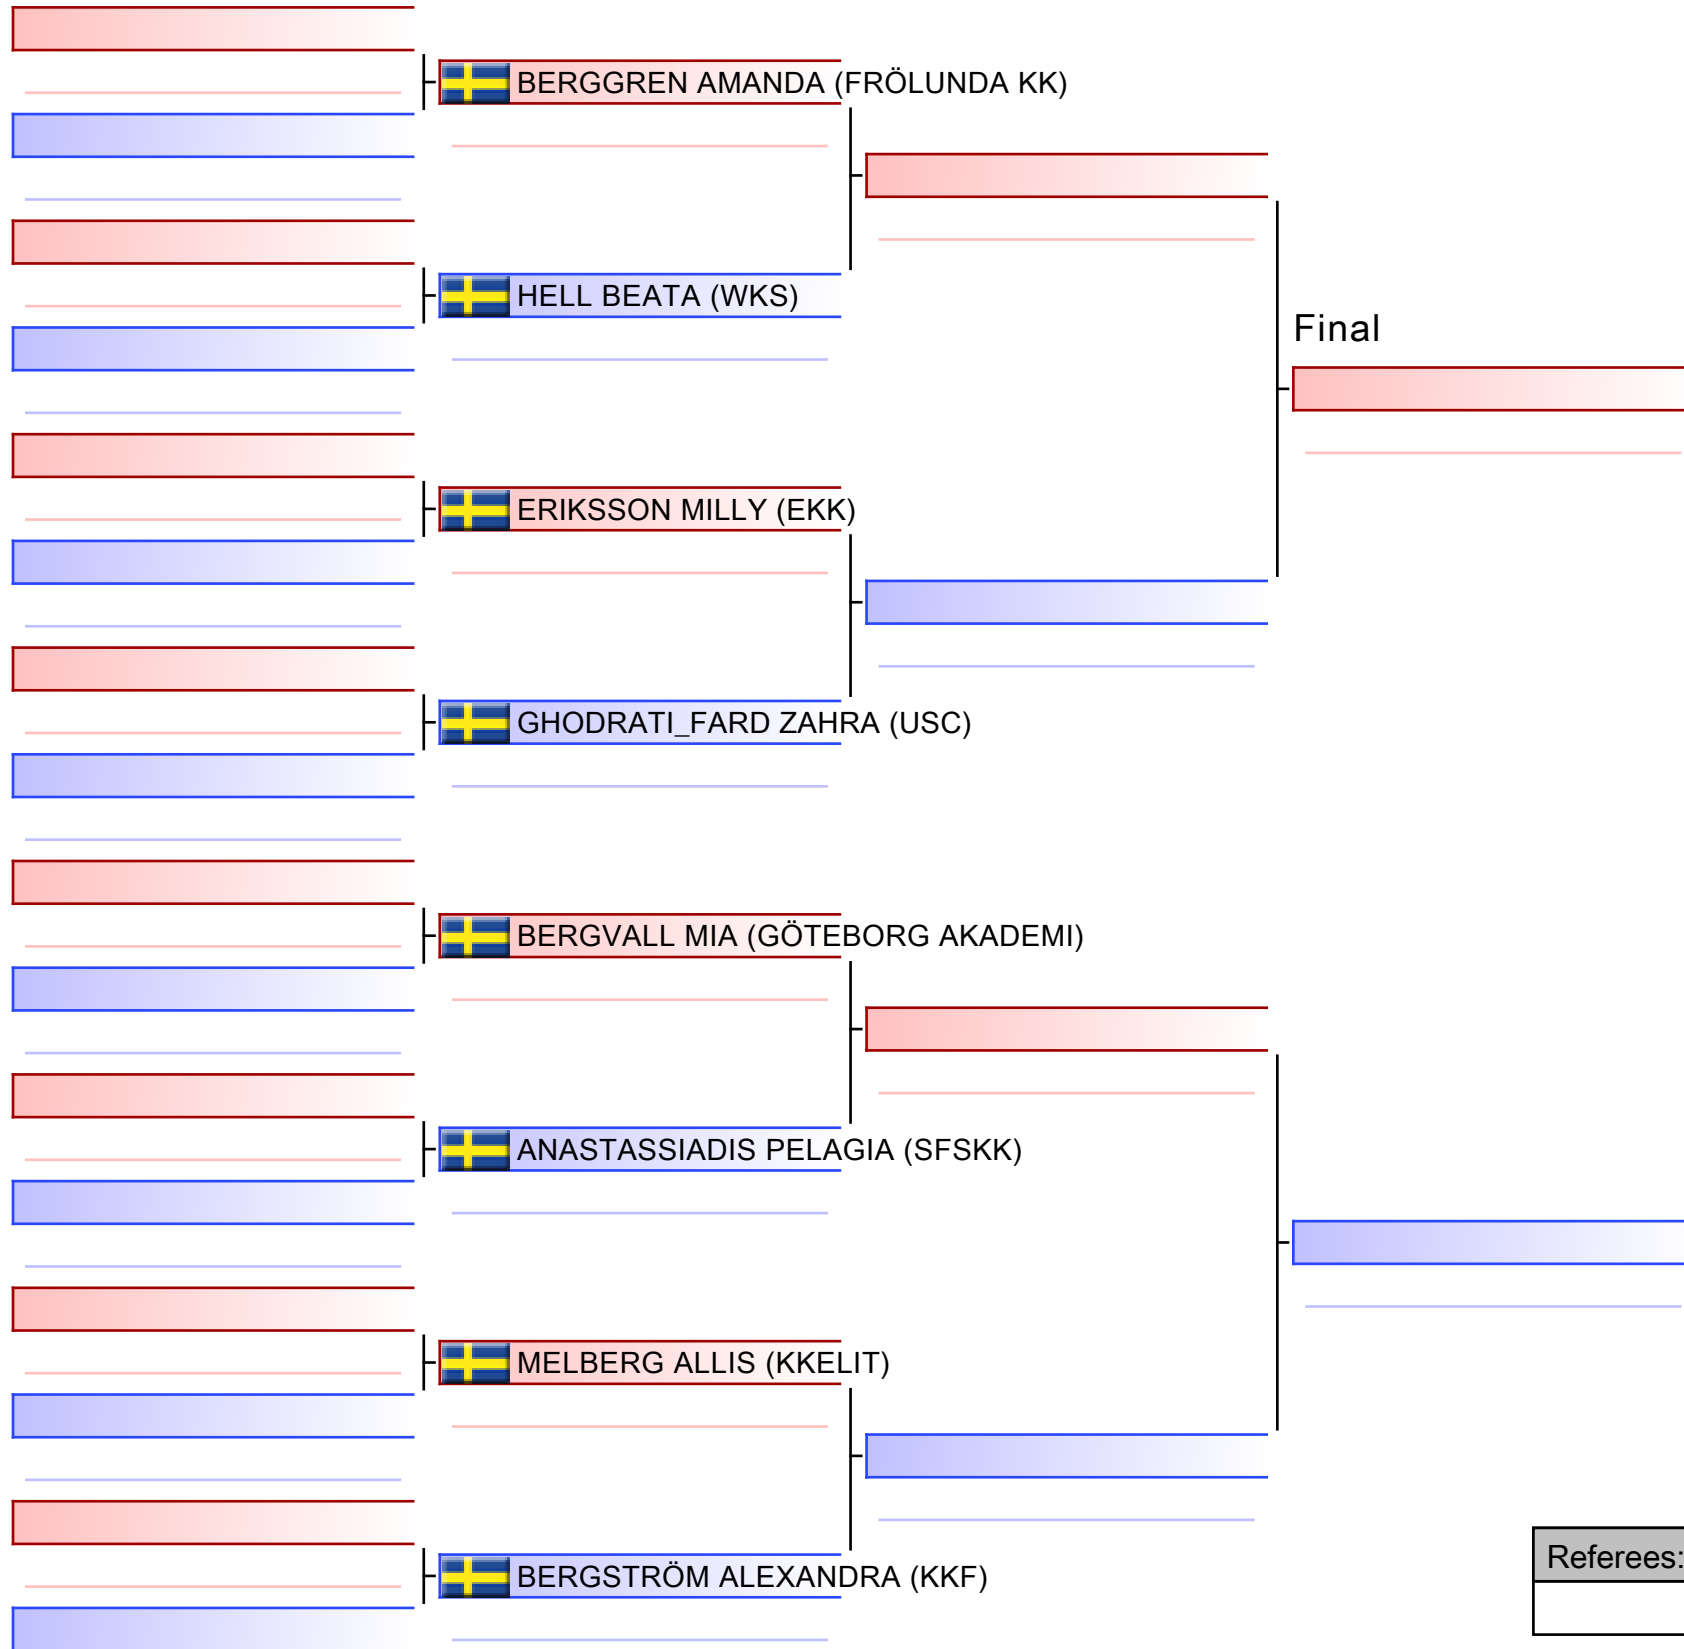 BERGGREN AMANDA (FRÖLUNDA KK)
HELL BEATA (WKS)
Final
ERIKSSON MILLY (EKK)
GHODRATI_FARD ZAHRA (USC)
BERGVALL MIA (GÖTEBORG AKADEMI)
ANASTASSIADIS PELAGIA (SFSKK)
MELBERG ALLIS (KKELIT)
Referees:
BERGSTRÖM ALEXANDRA (KKF)